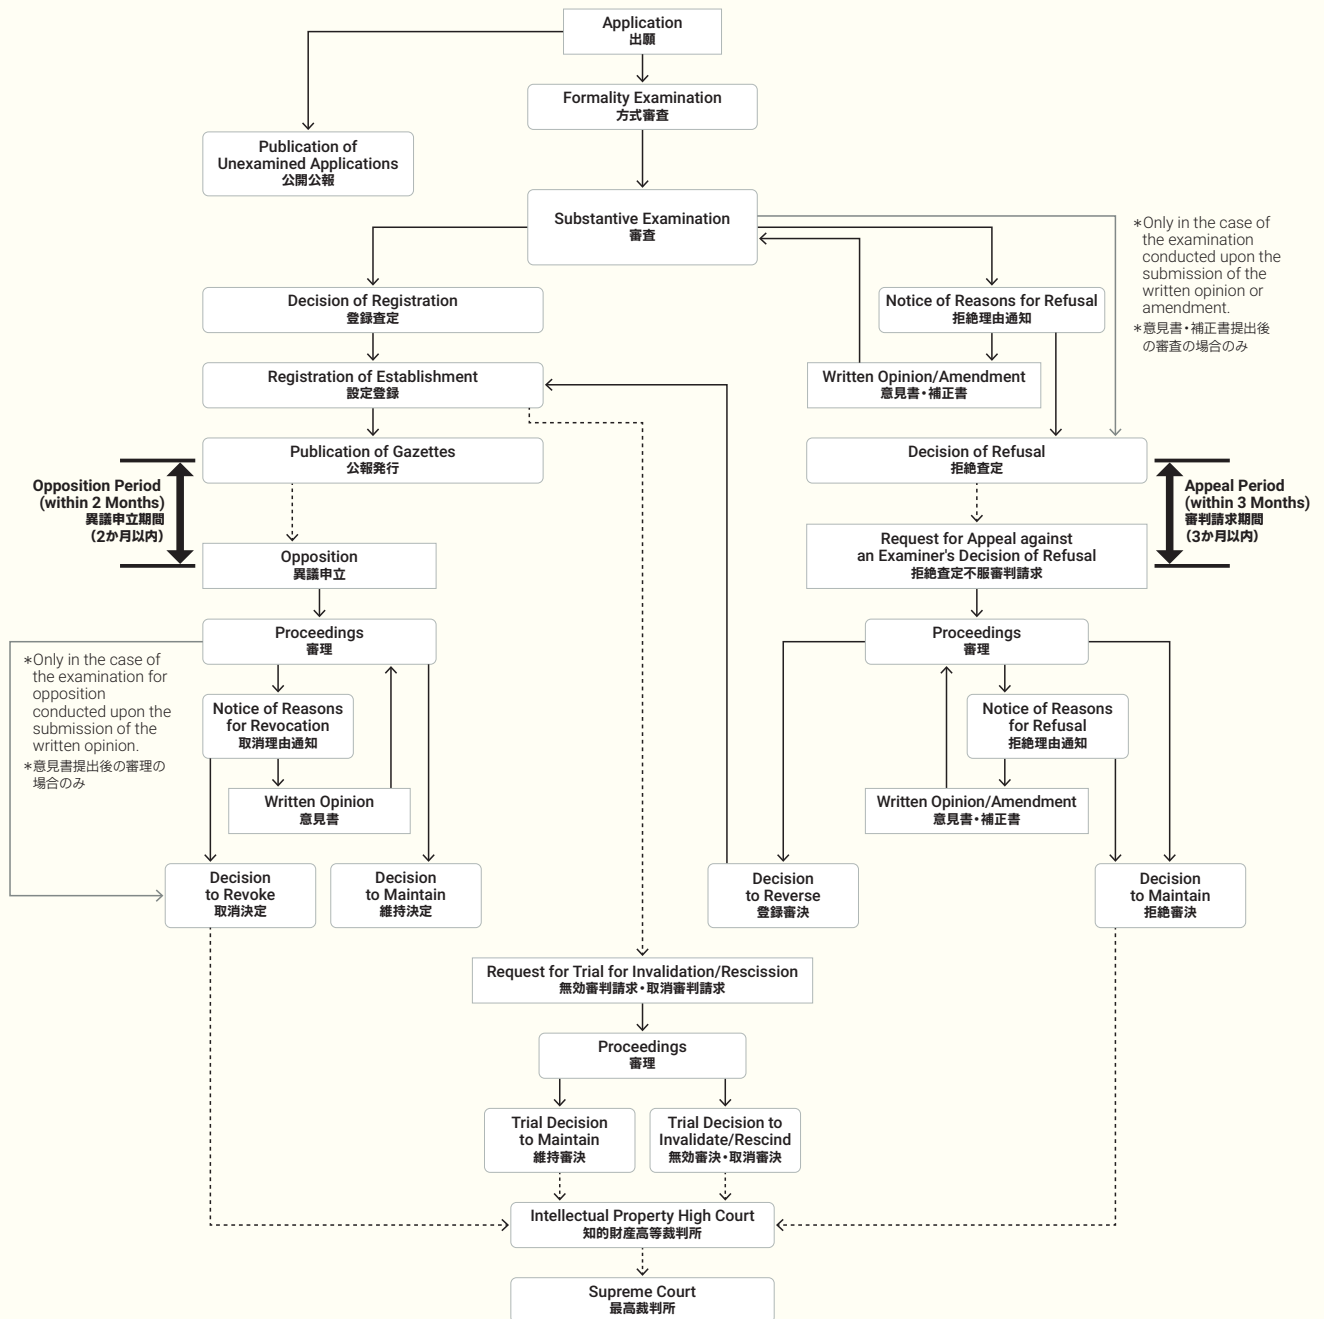 Application
出願
Formality Examination
方式審査
Publication of
Unexamined Applications
公開公報
Substantive Examination
審査
*Only in the case of
the examination
conducted upon the
submission of the
written opinion or
amendment.
*意見書・補正書提出後
の審査の場合のみ
Decision of Registration
登録査定
Notice of Reasons for Refusal
拒絶理由通知
Registration of Establishment
設定登録
Written Opinion/Amendment
意見書・補正書
Publication of Gazettes
公報発行
Decision of Refusal
拒絶査定
Opposition Period
(within 2 Months)
異議申立期間
(2か月以内)
Appeal Period
(within 3 Months)
審判請求期間
(3か月以内)
Opposition
異議申立
Request for Appeal against
an Examiner's Decision of Refusal
拒絶査定不服審判請求
Proceedings
審理
Proceedings
審理
*Only in the case of
the examination for
opposition
conducted upon the
submission of the
written opinion.
*意見書提出後の審理の
場合のみ
Notice of Reasons
for Revocation
取消理由通知
Notice of Reasons
for Refusal
拒絶理由通知
Written Opinion
意見書
Written Opinion/Amendment
意見書・補正書
Decision
to Revoke
取消決定
Decision
to Maintain
維持決定
Decision
to Reverse
登録審決
Decision
to Maintain
拒絶審決
Request for Trial for Invalidation/Rescission
無効審判請求・取消審判請求
Proceedings
審理
Trial Decision
to Maintain
維持審決
Trial Decision to
Invalidate/Rescind
無効審決・取消審決
Intellectual Property High Court
知的財産高等裁判所
Supreme Court
最高裁判所